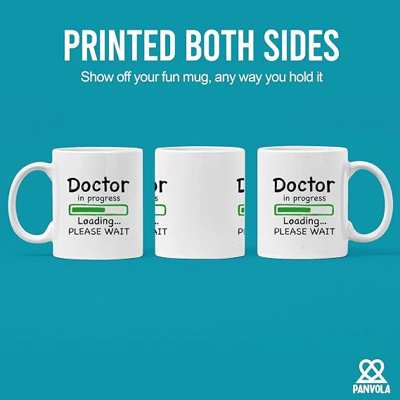 PRINTED BOTH SIDES
Show off your fun mug, any way you hold it
Doctor
in progress
Loading...
PLEASE WAIT
Doctor
in progress
Loading...
PLEASE WAIT
PANVOLA